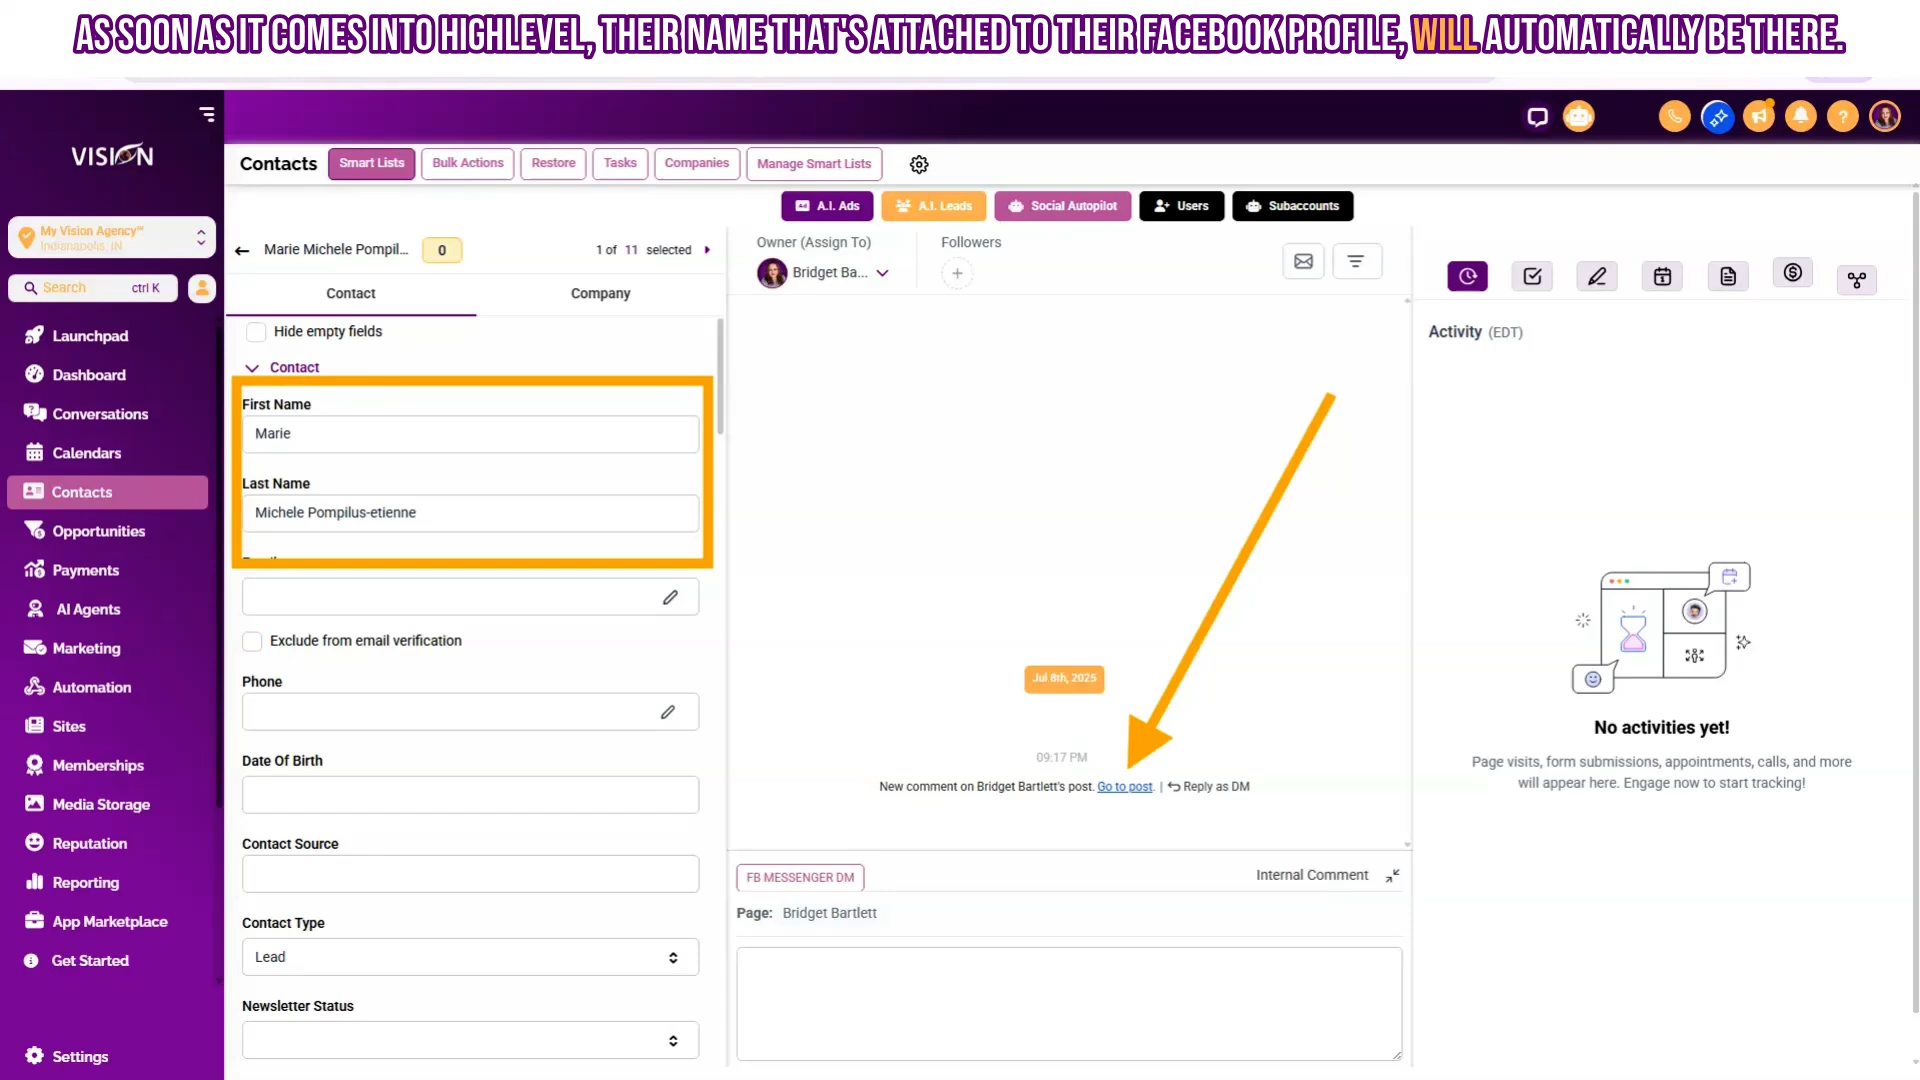 AS SOON AS IT COMES INTO HIGHLEVEL, THEIR NAME THAT'S ATTACHED TO THEIR FACEBOOK PROFILE, WILL AUTOMATICALLY BE THERE.
VISION
Contacts
Smart Lists
Bulk Actions
Restore
Tasks
Companies
Manage Smart Lists
A.I. Ads
A.I. Leads
Social Autopilot
Users
Subaccounts
My Vision Agency™
Indianapolis, IN
Search
ctrl K
Launchpad
Dashboard
Conversations
Calendars
Contacts
Opportunities
Payments
AI Agents
Marketing
Automation
Sites
Memberships
Media Storage
Reputation
Reporting
App Marketplace
Get Started
Settings
Marie Michele Pompil...
0
1 of 11 selected
Contact
Company
Hide empty fields
Contact
First Name
Marie
Last Name
Michele Pompilus-etienne
Exclude from email verification
Phone
Date Of Birth
Contact Source
Contact Type
Lead
Newsletter Status
Owner (Assign To)
Bridget Ba...
Followers
Jul 8th, 2025
09:17 PM
New comment on Bridget Bartlett's post. Go to post. | Reply as DM
FB MESSENGER DM
Internal Comment
Page: Bridget Bartlett
Activity (EDT)
No activities yet!
Page visits, form submissions, appointments, calls, and more
will appear here. Engage now to start tracking!